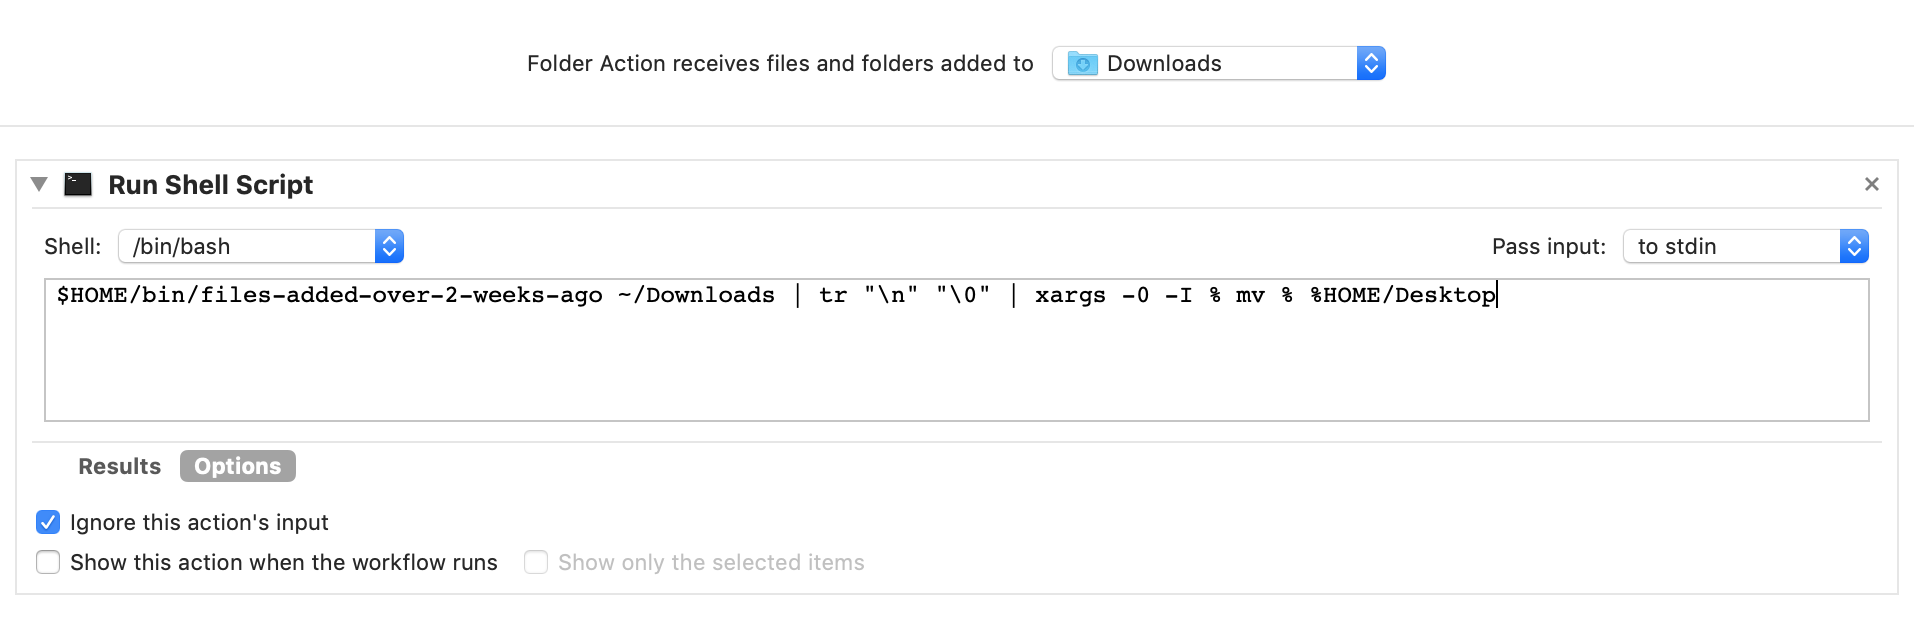 Folder Action receives files and folders added to Downloads
Run Shell Script
Shell: /bin/bash Pass input: to stdin
$HOME/bin/files-added-over-2-weeks-ago ~/Downloads | tr "\n" "\0" | xargs -0 -I % mv % %HOME/Desktop
Results Options
Ignore this action's input
Show this action when the workflow runs Show only the selected items